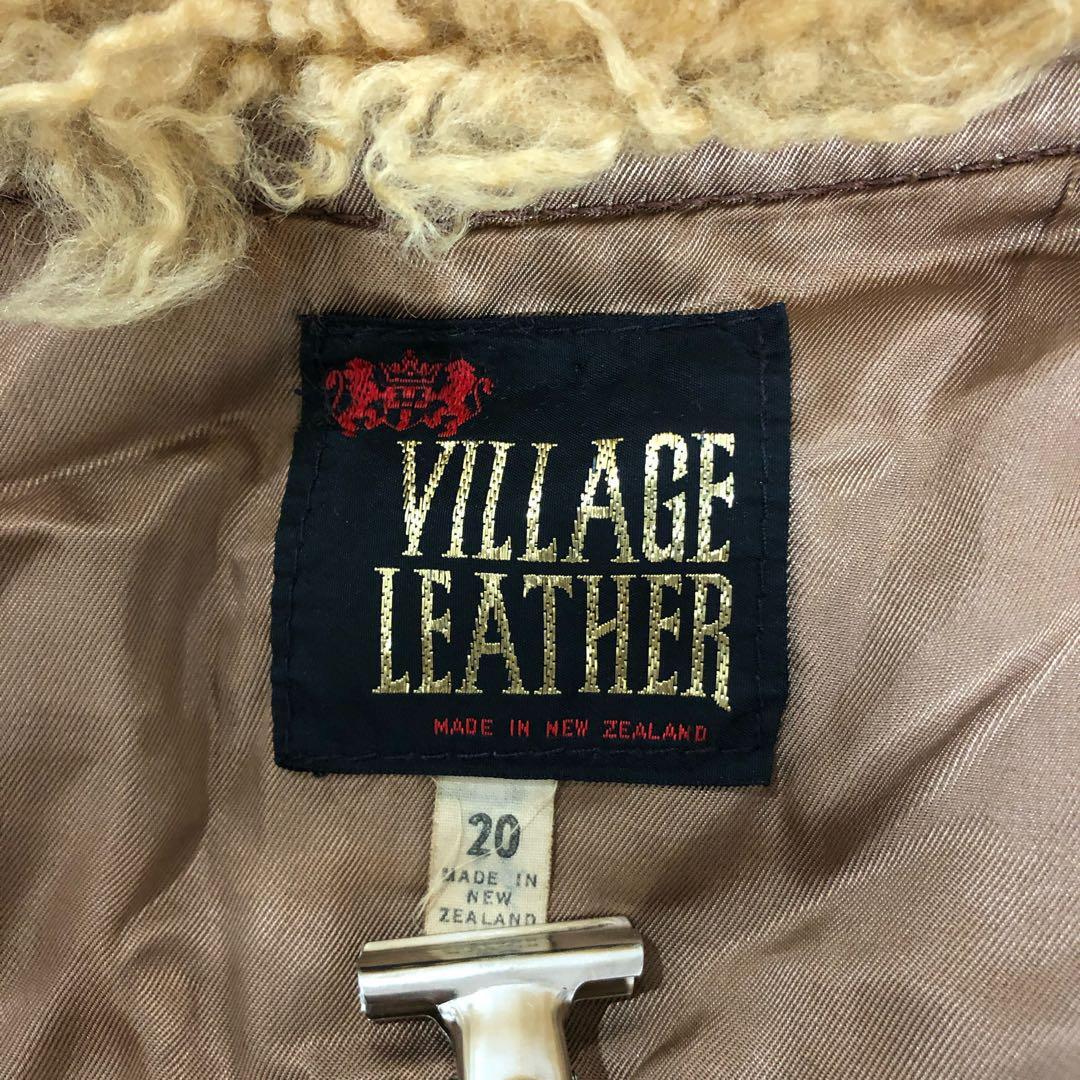 VILLAGE
LEATHER
MADE IN NEW ZEALAND
20
MADE IN
NEW
ZEALAND